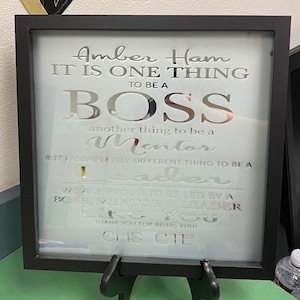 Amber Ham
IT IS ONE THING
TO BE A
BOSS
another thing to be a
Mentor
COMPLETELY DIFFERENT THING TO BE A
Leader
WE ARE PROUD TO BE LED BY A
BOSS, MENTOR & LEADER
Like You
THANK YOU FOR BEING YOU!
CHS CTE